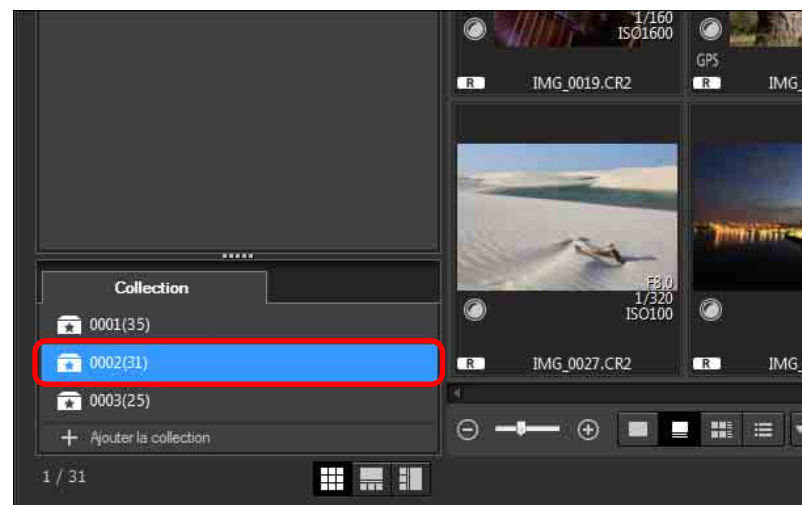 1/160
ISO1600
GPS
R IMG_0019.CR2
R IMG_
F8.0
1/320
ISO100
R IMG_0027.CR2
R IMG_
Collection
0001(35)
0002(31)
0003(25)
+ Ajouter la collection
1 / 31